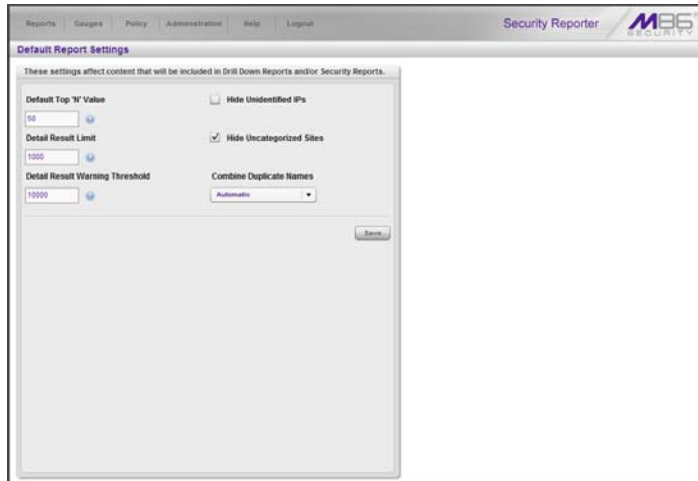 Reports Gauges Policy Administration Help Logout
Security Reporter
M86
SECURITY
Default Report Settings
These settings affect content that will be included in Drill Down Reports and/or Security Reports.
Default Top 'N' Value
Hide Unidentified IPs
50
Detail Result Limit
Hide Uncategorized Sites
1000
Detail Result Warning Threshold
Combine Duplicate Names
10000
Automatic
Save